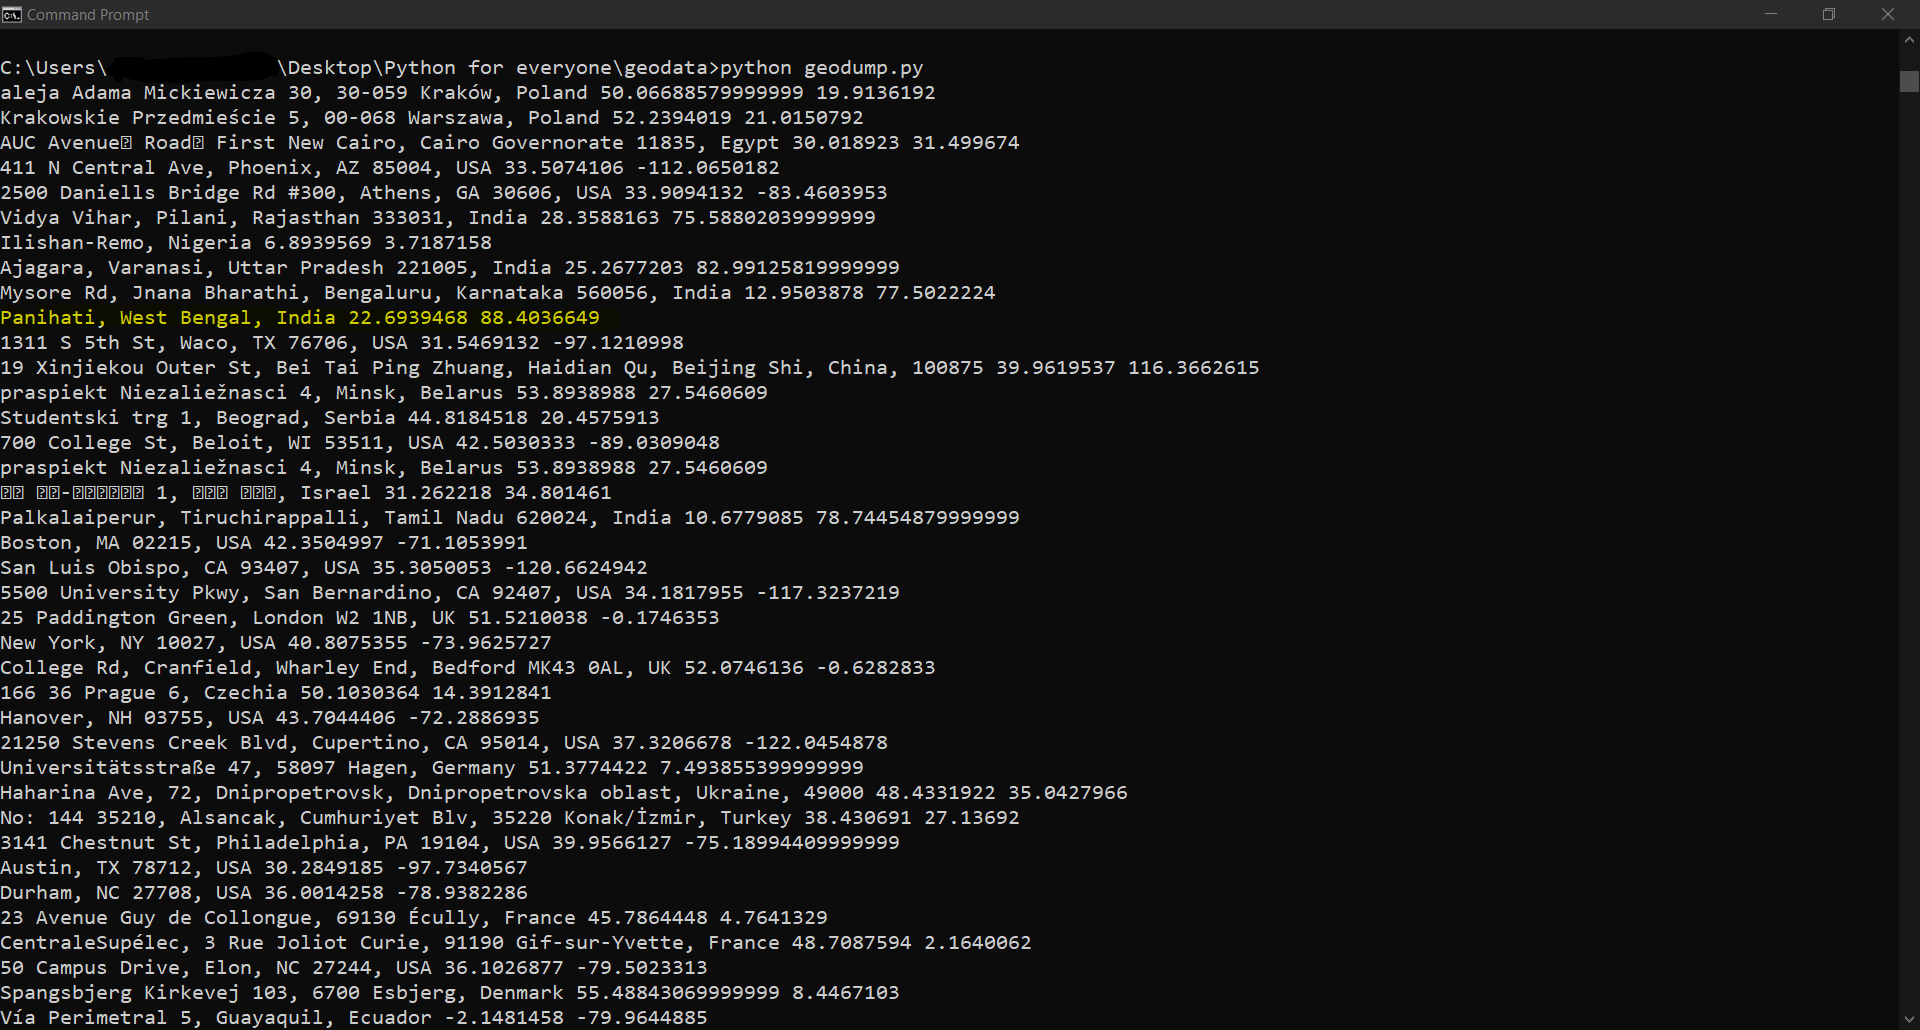 Command Prompt
C:\Users\ \Desktop\Python for everyone\geodata>python geodump.py
aleja Adama Mickiewicza 30, 30-059 Kraków, Poland 50.06688579999999 19.9136192
Krakowskie Przedmieście 5, 00-068 Warszawa, Poland 52.2394019 21.0150792
AUC Avenue Road First New Cairo, Cairo Governorate 11835, Egypt 30.018923 31.499674
411 N Central Ave, Phoenix, AZ 85004, USA 33.5074106 -112.0650182
2500 Daniells Bridge Rd #300, Athens, GA 30606, USA 33.9094132 -83.4603953
Vidya Vihar, Pilani, Rajasthan 333031, India 28.3588163 75.58802039999999
Ilishan-Remo, Nigeria 6.8939569 3.7187158
Ajagara, Varanasi, Uttar Pradesh 221005, India 25.2677203 82.99125819999999
Mysore Rd, Jnana Bharathi, Bengaluru, Karnataka 560056, India 12.9503878 77.5022224
Panihati, West Bengal, India 22.6939468 88.4036649
1311 S 5th St, Waco, TX 76706, USA 31.5469132 -97.1210998
19 Xinjiekou Outer St, Bei Tai Ping Zhuang, Haidian Qu, Beijing Shi, China, 100875 39.9619537 116.3662615
praspiekt Niezaliežnasci 4, Minsk, Belarus 53.8938988 27.5460609
Studentski trg 1, Beograd, Serbia 44.8184518 20.4575913
700 College St, Beloit, WI 53511, USA 42.5030333 -89.0309048
praspiekt Niezaliežnasci 4, Minsk, Belarus 53.8938988 27.5460609
1, , Israel 31.262218 34.801461
Palkalaiperur, Tiruchirappalli, Tamil Nadu 620024, India 10.6779085 78.74454879999999
Boston, MA 02215, USA 42.3504997 -71.1053991
San Luis Obispo, CA 93407, USA 35.3050053 -120.6624942
5500 University Pkwy, San Bernardino, CA 92407, USA 34.1817955 -117.3237219
25 Paddington Green, London W2 1NB, UK 51.5210038 -0.1746353
New York, NY 10027, USA 40.8075355 -73.9625727
College Rd, Cranfield, Wharley End, Bedford MK43 0AL, UK 52.0746136 -0.6282833
166 36 Prague 6, Czechia 50.1030364 14.3912841
Hanover, NH 03755, USA 43.7044406 -72.2886935
21250 Stevens Creek Blvd, Cupertino, CA 95014, USA 37.3206678 -122.0454878
Universitätsstraße 47, 58097 Hagen, Germany 51.3774422 7.493855399999999
Haharina Ave, 72, Dnipropetrovsk, Dnipropetrovska oblast, Ukraine, 49000 48.4331922 35.0427966
No: 144 35210, Alsancak, Cumhuriyet Blv, 35220 Konak/İzmir, Turkey 38.430691 27.13692
3141 Chestnut St, Philadelphia, PA 19104, USA 39.9566127 -75.18994409999999
Austin, TX 78712, USA 30.2849185 -97.7340567
Durham, NC 27708, USA 36.0014258 -78.9382286
23 Avenue Guy de Collongue, 69130 Écully, France 45.7864448 4.7641329
CentraleSupélec, 3 Rue Joliot Curie, 91190 Gif-sur-Yvette, France 48.7087594 2.1640062
50 Campus Drive, Elon, NC 27244, USA 36.1026877 -79.5023313
Spangsbjerg Kirkevej 103, 6700 Esbjerg, Denmark 55.48843069999999 8.4467103
Vía Perimetral 5, Guayaquil, Ecuador -2.1481458 -79.9644885